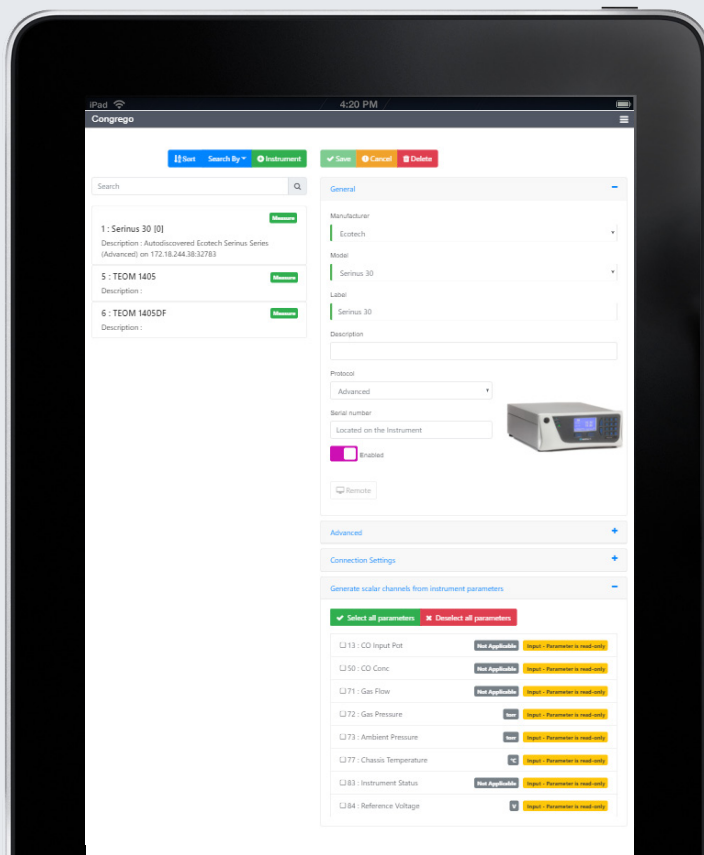 iPad 4:20 PM
Congrego
Sort Search By Instrument
Save Cancel Delete
Search
1 : Serinus 30 [0] Measure
Description : Autodiscovered Ecotech Serinus Series
(Advanced) on 172.18.244.38:32783
5 : TEOM 1405 Measure
Description :
6 : TEOM 1405DF Measure
Description :
General
Manufacturer
Ecotech
Model
Serinus 30
Label
Serinus 30
Description
Protocol
Advanced
Serial number
Located on the instrument
Enabled
Remote
Advanced
Connection Settings
Generate scalar channels from instrument parameters
Select all parameters Deselect all parameters
13 : CO Input Pot Not Applicable Input - Parameter is read-only
50 : CO Conc Not Applicable Input - Parameter is read-only
71 : Gas Flow Not Applicable Input - Parameter is read-only
72 : Gas Pressure torr Input - Parameter is read-only
73 : Ambient Pressure torr Input - Parameter is read-only
77 : Chassis Temperature °C Input - Parameter is read-only
83 : Instrument Status Not Applicable Input - Parameter is read-only
84 : Reference Voltage V Input - Parameter is read-only